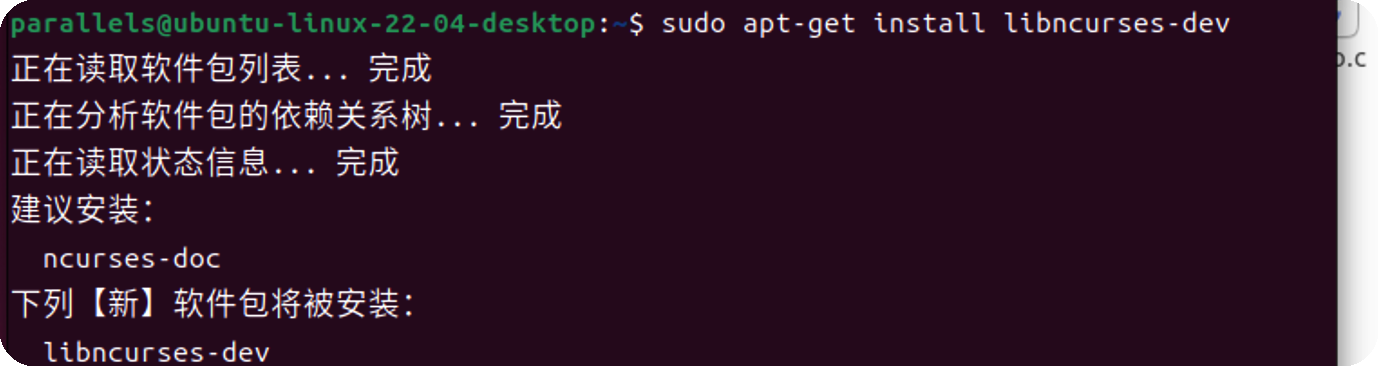 parallels@ubuntu-linux-22-04-desktop:~$ sudo apt-get install libncurses-dev
正在读取软件包列表... 完成
正在分析软件包的依赖关系树... 完成
正在读取状态信息... 完成
建议安装：
ncurses-doc
下列【新】软件包将被安装：
libncurses-dev